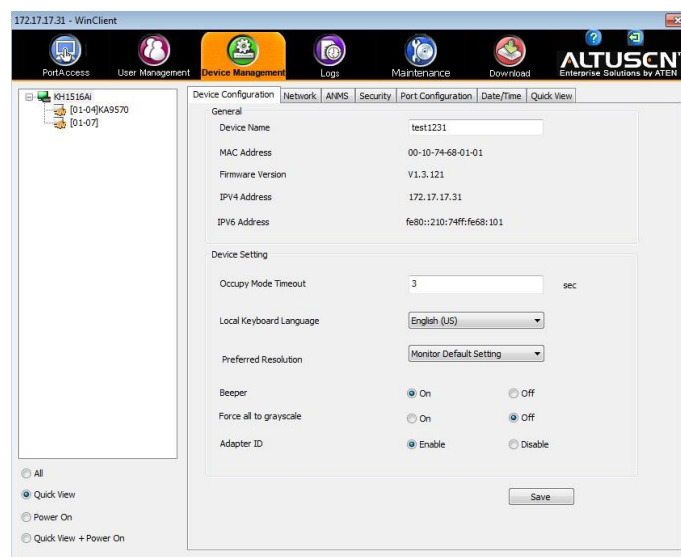 172.17.17.31 - WinClient
PortAccess
User Management
Device Management
Logs
Maintenance
Download
ALTUSCN
Enterprise Solutions by ATEN
KH1516Ai
[01-04]KA9570
[01-07]
Device Configuration
Network
ANMS
Security
Port Configuration
Date/Time
Quick View
General
Device Name
test1231
MAC Address
00-10-74-68-01-01
Firmware Version
V1.3.121
IPV4 Address
172.17.17.31
IPV6 Address
fe80::210:74ff:fe68:101
Device Setting
Occupy Mode Timeout
3
sec
Local Keyboard Language
English (US)
Preferred Resolution
Monitor Default Setting
Beeper
On
Off
Force all to grayscale
On
Off
Adapter ID
Enable
Disable
Save
All
Quick View
Power On
Quick View + Power On